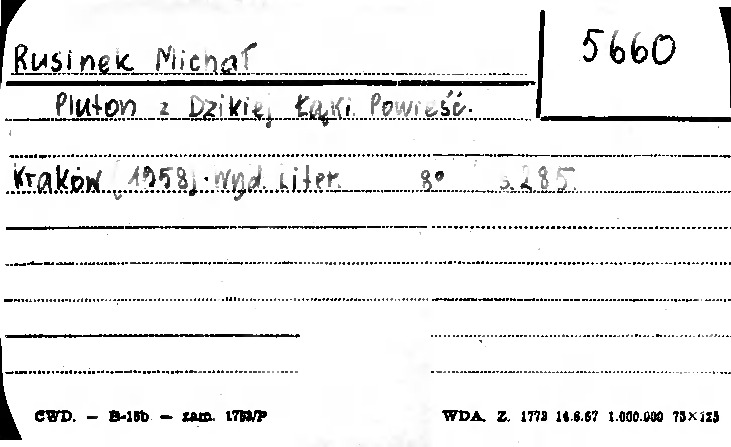 Rusinek Michał
5660
Pluton z Dzikiej Łąki. Powieść.
Kraków [1958]. Wyd. Liter. 8° s. 285.
CWD. — B-15b — zam. 1753/P
WDA. Z. 1773 14.6.67 1.000.000 75×125